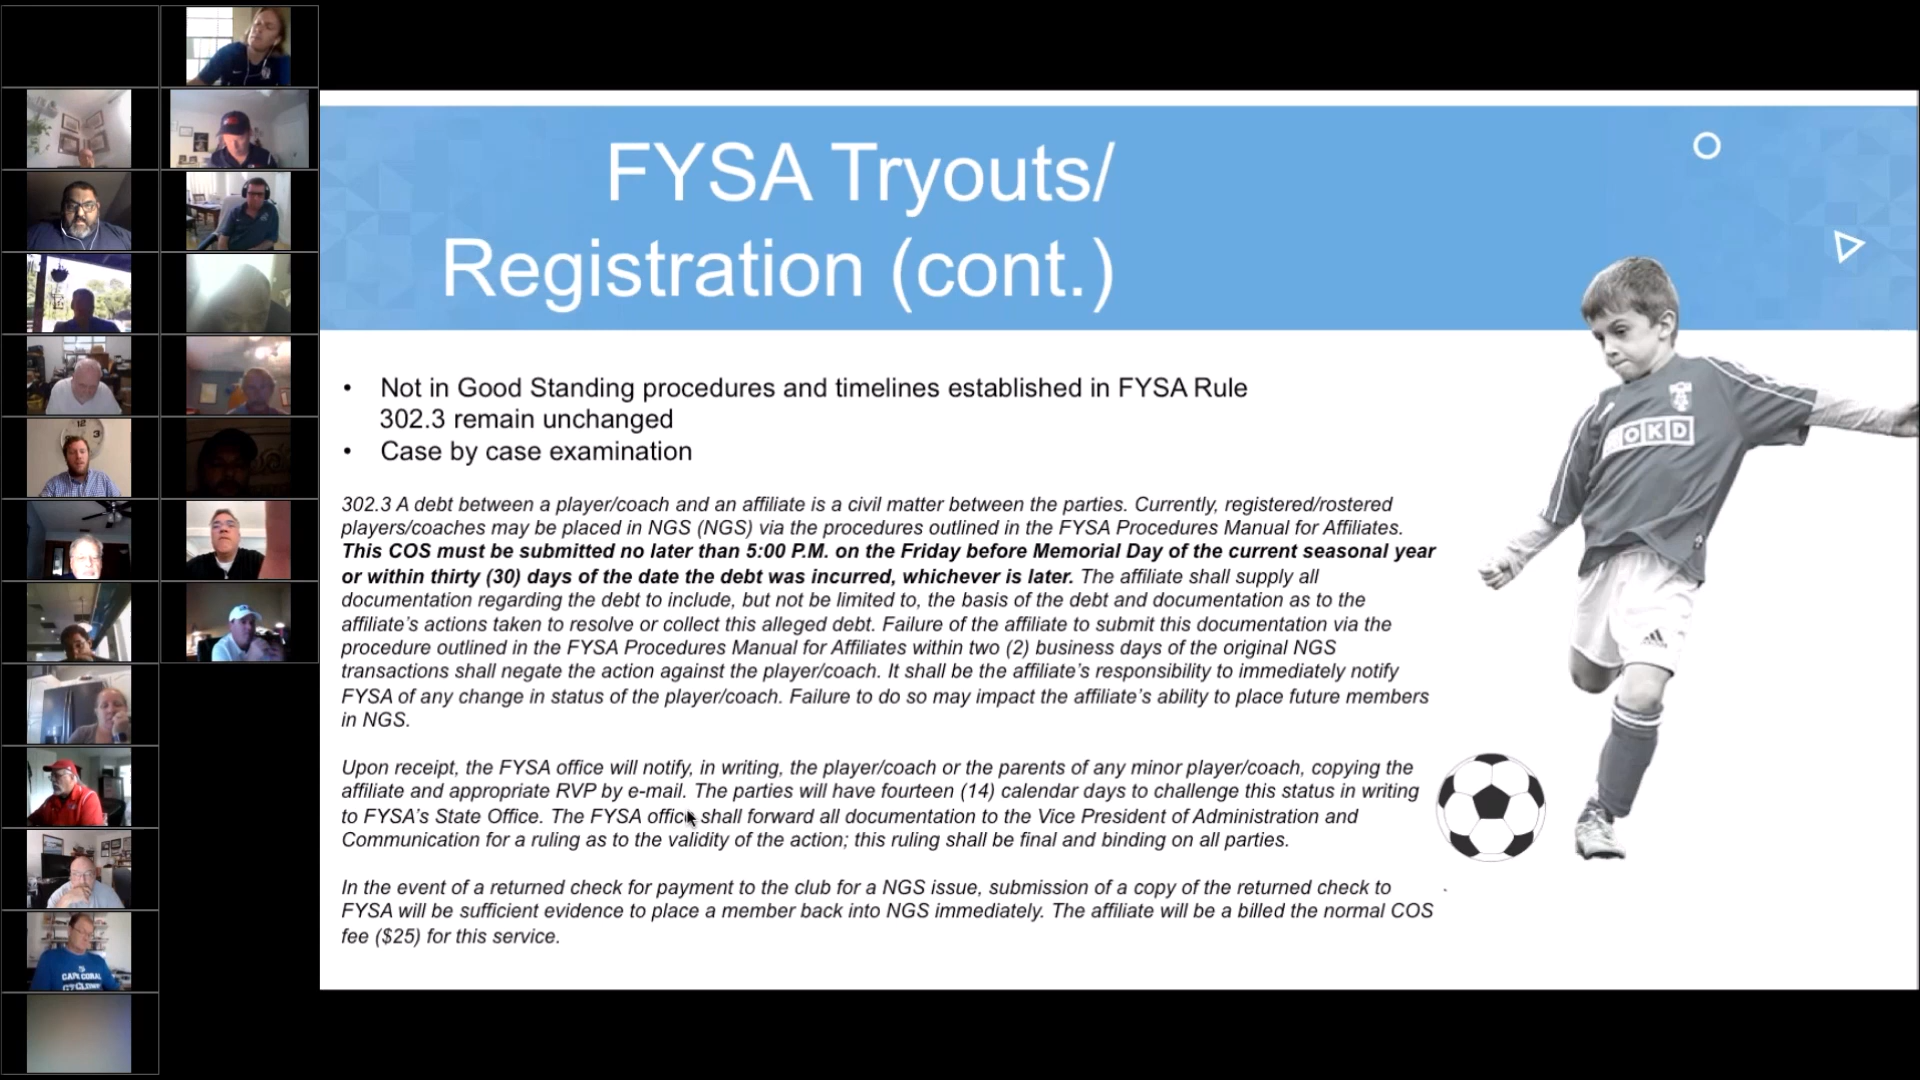 FYSA Tryouts/
Registration (cont.)
• Not in Good Standing procedures and timelines established in FYSA Rule
302.3 remain unchanged
• Case by case examination
302.3 A debt between a player/coach and an affiliate is a civil matter between the parties. Currently, registered/rostered
players/coaches may be placed in NGS (NGS) via the procedures outlined in the FYSA Procedures Manual for Affiliates.
This COS must be submitted no later than 5:00 P.M. on the Friday before Memorial Day of the current seasonal year
or within thirty (30) days of the date the debt was incurred, whichever is later. The affiliate shall supply all
documentation regarding the debt to include, but not be limited to, the basis of the debt and documentation as to the
affiliate's actions taken to resolve or collect this alleged debt. Failure of the affiliate to submit this documentation via the
procedure outlined in the FYSA Procedures Manual for Affiliates within two (2) business days of the original NGS
transactions shall negate the action against the player/coach. It shall be the affiliate's responsibility to immediately notify
FYSA of any change in status of the player/coach. Failure to do so may impact the affiliate's ability to place future members
in NGS.
Upon receipt, the FYSA office will notify, in writing, the player/coach or the parents of any minor player/coach, copying the
affiliate and appropriate RVP by e-mail. The parties will have fourteen (14) calendar days to challenge this status in writing
to FYSA's State Office. The FYSA office shall forward all documentation to the Vice President of Administration and
Communication for a ruling as to the validity of the action; this ruling shall be final and binding on all parties.
In the event of a returned check for payment to the club for a NGS issue, submission of a copy of the returned check to
FYSA will be sufficient evidence to place a member back into NGS immediately. The affiliate will be a billed the normal COS
fee ($25) for this service.
OKD
adidas
CAPE CORAL